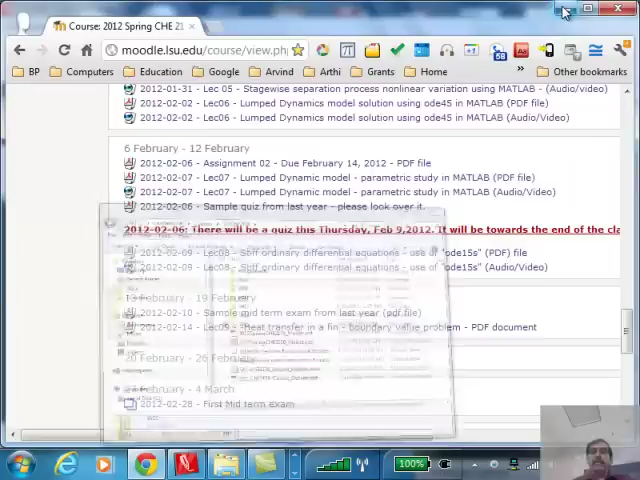 Course: 2012 Spring CHE 21
moodle.lsu.edu/course/view.ph
BP
Computers
Education
Google
Arvind
Arthi
Grants
Home
»
Other bookmarks
2012-01-31 - Lec 05 - Stagewise separation process nonlinear variation using MATLAB - (Audio/video)
2012-02-02 - Lec06 - Lumped Dynamics model solution using ode45 in MATLAB (PDF file)
2012-02-02 - Lec06 - Lumped Dynamics model solution using ode45 in MATLAB (Audio/Video)
6 February - 12 February
2012-02-06 - Assignment 02 - Due February 14, 2012 - PDF file
2012-02-07 - Lec07 - Lumped Dynamic model - parametric study in MATLAB (PDF file)
2012-02-07 - Lec07 - Lumped Dynamic model - parametric study in MATLAB (Audio/Video)
2012-02-06 - Sample quiz from last year - please look over it.
2012-02-06: There will be a quiz this Thursday, Feb 9,2012. It will be towards the end of the cla
2012-02-09 - Lec08 - Stiff ordinary differential equations - use of "ode15s" (PDF) file
2012-02-09 - Lec08 - Stiff ordinary differential equations - use of "ode15s" (Audio/Video)
13 February - 19 February
2012-02-10 - Sample mid term exam from last year (pdf file)
2012-02-14 - Lec09 - Heat transfer in a fin - boundary value problem - PDF document
20 February - 26 February
27 February - 4 March
2012-02-28 - First Mid term Exam
100%